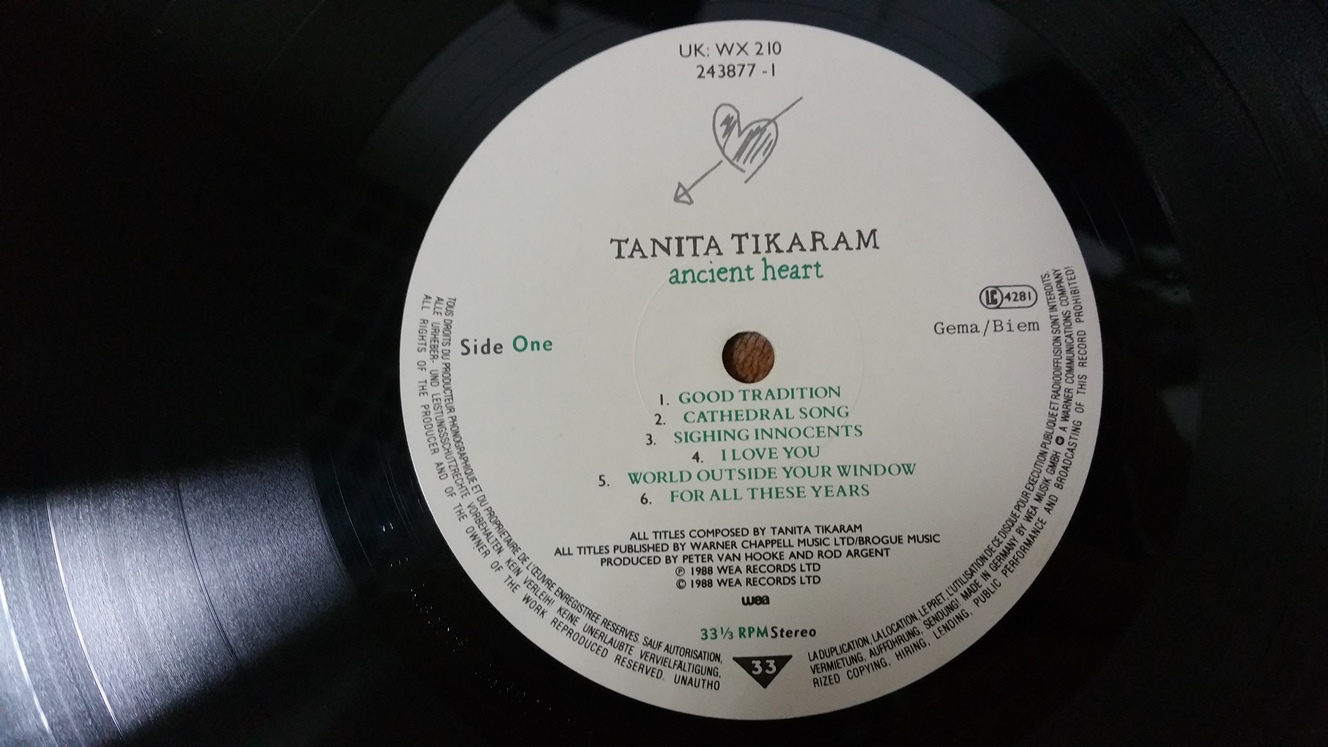 UK: WX 210
243877 -1
TANITA TIKARAM
ancient heart
Side One
LC 4281
Gema/Biem
1. GOOD TRADITION
2. CATHEDRAL SONG
3. SIGHING INNOCENTS
4. I LOVE YOU
5. WORLD OUTSIDE YOUR WINDOW
6. FOR ALL THESE YEARS
ALL TITLES COMPOSED BY TANITA TIKARAM
ALL TITLES PUBLISHED BY WARNER CHAPPELL MUSIC LTD/BROGUE MUSIC
PRODUCED BY PETER VAN HOOKE AND ROD ARGENT
℗ 1988 WEA RECORDS LTD
© 1988 WEA RECORDS LTD
wea
33⅓ RPM Stereo
33
TOUS DROITS DU PRODUCTEUR PHONOGRAPHIQUE ET DU PROPRIETAIRE DE L'ŒUVRE ENREGISTREE RESERVES. SAUF AUTORISATION, LA DUPLICATION, LA LOCATION, LE PRET, L'UTILISATION DE CE DISQUE POUR EXECUTION PUBLIQUE ET RADIODIFFUSION SONT INTERDITS.
ALLE URHEBER- UND LEISTUNGSSCHUTZRECHTE VORBEHALTEN. KEIN VERLEIH! KEINE UNERLAUBTE VERVIELFÄLTIGUNG, VERMIETUNG, AUFFÜHRUNG, SENDUNG! MADE IN GERMANY BY WEA MUSIK GMBH A WARNER COMMUNICATIONS COMPANY
ALL RIGHTS OF THE PRODUCER AND OF THE OWNER OF THE WORK REPRODUCED RESERVED. UNAUTHORIZED COPYING, HIRING, LENDING, PUBLIC PERFORMANCE AND BROADCASTING OF THIS RECORD PROHIBITED!